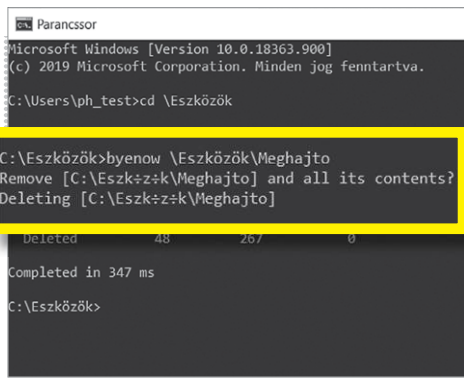 Parancssor
Microsoft Windows [Version 10.0.18363.900]
(c) 2019 Microsoft Corporation. Minden jog fenntartva.
C:\Users\ph_test>cd \Eszközök
C:\Eszközök>byenow \Eszközök\Meghajto
Remove [C:\Eszk÷z÷k\Meghajto] and all its contents?
Deleting [C:\Eszk÷z÷k\Meghajto]
Deleted 48 267 0
Completed in 347 ms
C:\Eszközök>